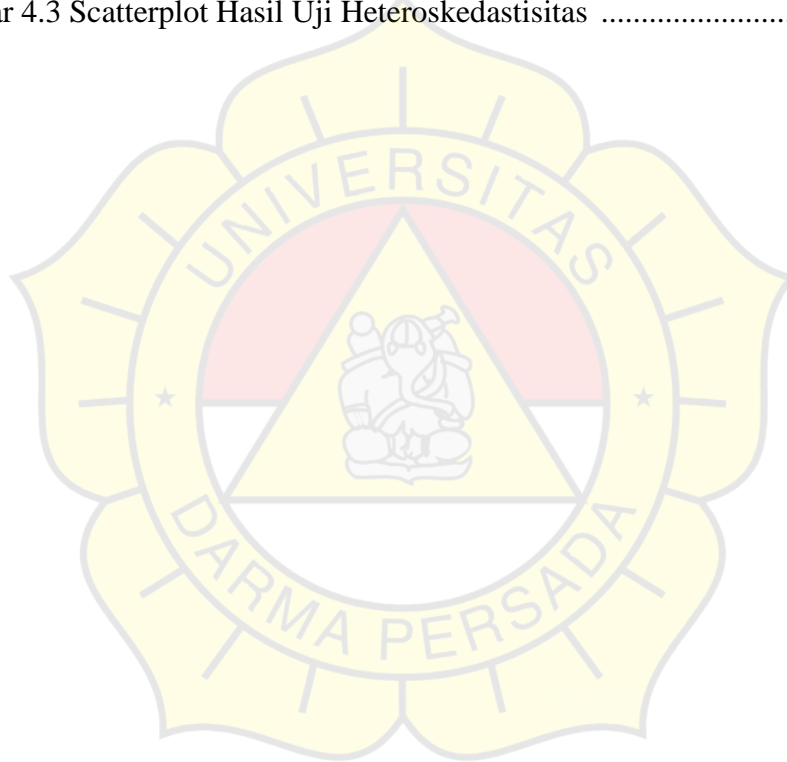 ar 4.3 Scatterplot Hasil Uji Heteroskedastisitas .......................
UNIVERSITAS
DARMA PERSADA